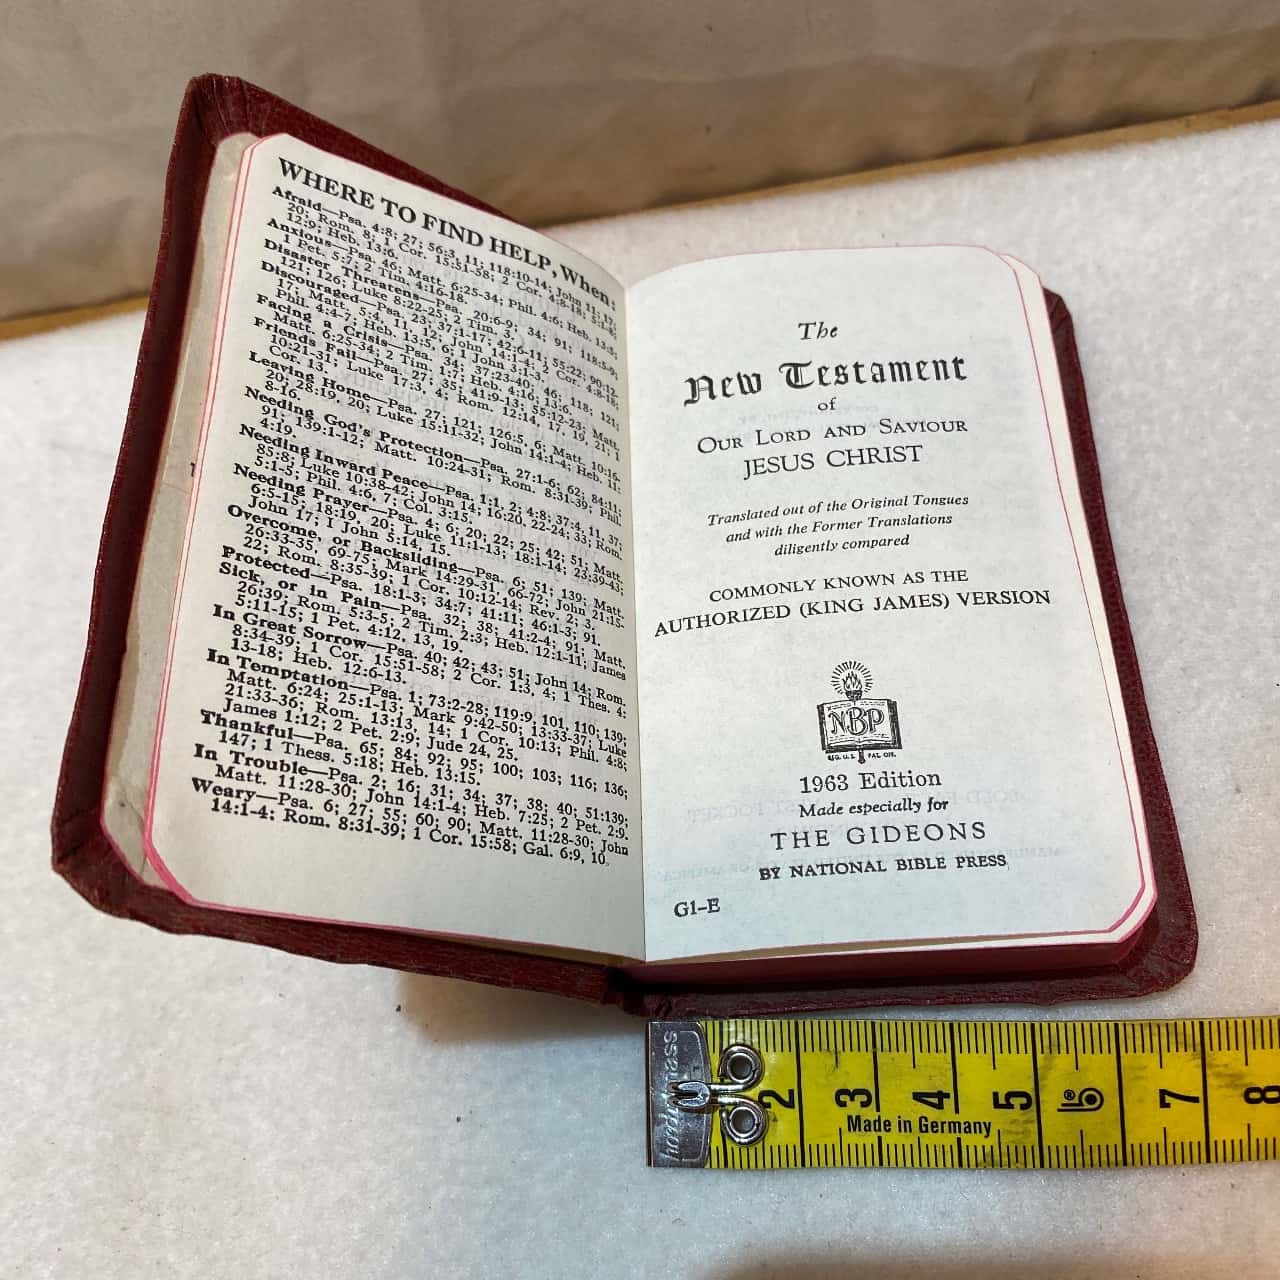 WHERE TO FIND HELP, When:
Afraid—Psa. 4:8; 27; 56:3, 11; 118:10-14; John 11; 17;
20; Rom. 8; 1 Cor. 15:51-58; 2 Cor. 4:8-18; 5:1-8;
12:9; Heb. 13:6.
Anxious—Psa. 46; Matt. 6:25-34; Phil. 4:6; Heb. 13:5;
1 Pet. 5:7; 2 Tim. 4:16-18.
Disaster Threatens—Psa. 20:6-9; 34; 91; 118:5-9;
121; 126; Luke 8:22-25; 2 Tim. 3.
Discouraged—Psa. 23; 37:1-17; 42:6-11; 55:22; 90:12-
17; Matt. 5:4, 11, 12; John 14:1-4; 2 Cor. 4:8-18;
Phil. 4:4-7; Heb. 13:5, 6; 1 John 3:1-3.
Facing a Crisis—Psa. 34; 37:23-40; 46; 118; 121;
Matt. 6:25-34; 2 Tim. 1:7; Heb. 4:16; 13:6.
Friends Fail—Psa. 27; 35; 41:9-13; 55:12-23; Matt.
10:21-31; Luke 17:3, 4; Rom. 12:14, 17, 19, 21; 1
Cor. 13.
Leaving Home—Psa. 27; 121; 126:5, 6; Matt. 10:16-
20; 28:19, 20; Luke 15:11-32; John 14:1-4; Heb. 11:
8-16.
Needing God's Protection—Psa. 27:1-6; 62; 84:11;
91; 139:1-12; Matt. 10:24-31; Rom. 8:31-39; Phil.
4:19.
Needing Inward Peace—Psa. 1:1, 2; 4:8; 37:4, 11, 37;
85:8; Luke 10:38-42; John 14; 16:20, 22-24; 33; Rom.
5:1-5; Phil. 4:6, 7; Col. 3:15.
Needing Prayer—Psa. 4; 6; 20; 22; 25; 42; 51; Matt.
6:5-15; 18:19, 20; Luke 11:1-13; 18:1-14; 23:39-43;
John 17; 1 John 5:14, 15.
Overcome, or Backsliding—Psa. 6; 51; 139; Matt.
26:33-35, 69-75; Mark 14:29-31, 66-72; John 21:15-
22; Rom. 8:35-39; 1 Cor. 10:12-14; Rev. 2; 3.
Protected—Psa. 18:1-3; 34:7; 41:11; 46:1-3; 91.
Sick, or in Pain—Psa. 32; 38; 41:2-4; 91; Matt.
26:39; Rom. 5:3-5; 2 Tim. 2:3; Heb. 12:1-11; James
5:11-15; 1 Pet. 4:12, 13, 19.
In Great Sorrow—Psa. 40; 42; 43; 51; John 14; Rom.
8:34-39; 1 Cor. 15:51-58; 2 Cor. 1:3, 4; 1 Thes. 4:
13-18; Heb. 12:6-13.
In Temptation—Psa. 1; 73:2-28; 119:9, 101, 110; 139;
Matt. 6:24; 25:1-13; Mark 9:42-50; 13:33-37; Luke
21:33-36; Rom. 13:13, 14; 1 Cor. 10:13; Phil. 4:8;
James 1:12; 2 Pet. 2:9; Jude 24, 25.
Thankful—Psa. 65; 84; 92; 95; 100; 103; 116; 136;
147; 1 Thess. 5:18; Heb. 13:15.
In Trouble—Psa. 2; 16; 31; 34; 37; 38; 40; 51; 139;
Matt. 11:28-30; John 14:1-4; Heb. 7:25; 2 Pet. 2:9.
Weary—Psa. 6; 27; 55; 60; 90; Matt. 11:28-30; John
14:1-4; Rom. 8:31-39; 1 Cor. 15:58; Gal. 6:9, 10.
The
New Testament
of
OUR LORD AND SAVIOUR
JESUS CHRIST
Translated out of the Original Tongues
and with the Former Translations
diligently compared
COMMONLY KNOWN AS THE
AUTHORIZED (KING JAMES) VERSION
NBP
REG. U.S. PAT. OFF.
1963 Edition
Made especially for
THE GIDEONS
BY NATIONAL BIBLE PRESS
G1-E
hoechstmass
2 3 4 5 7 8
Made in Germany